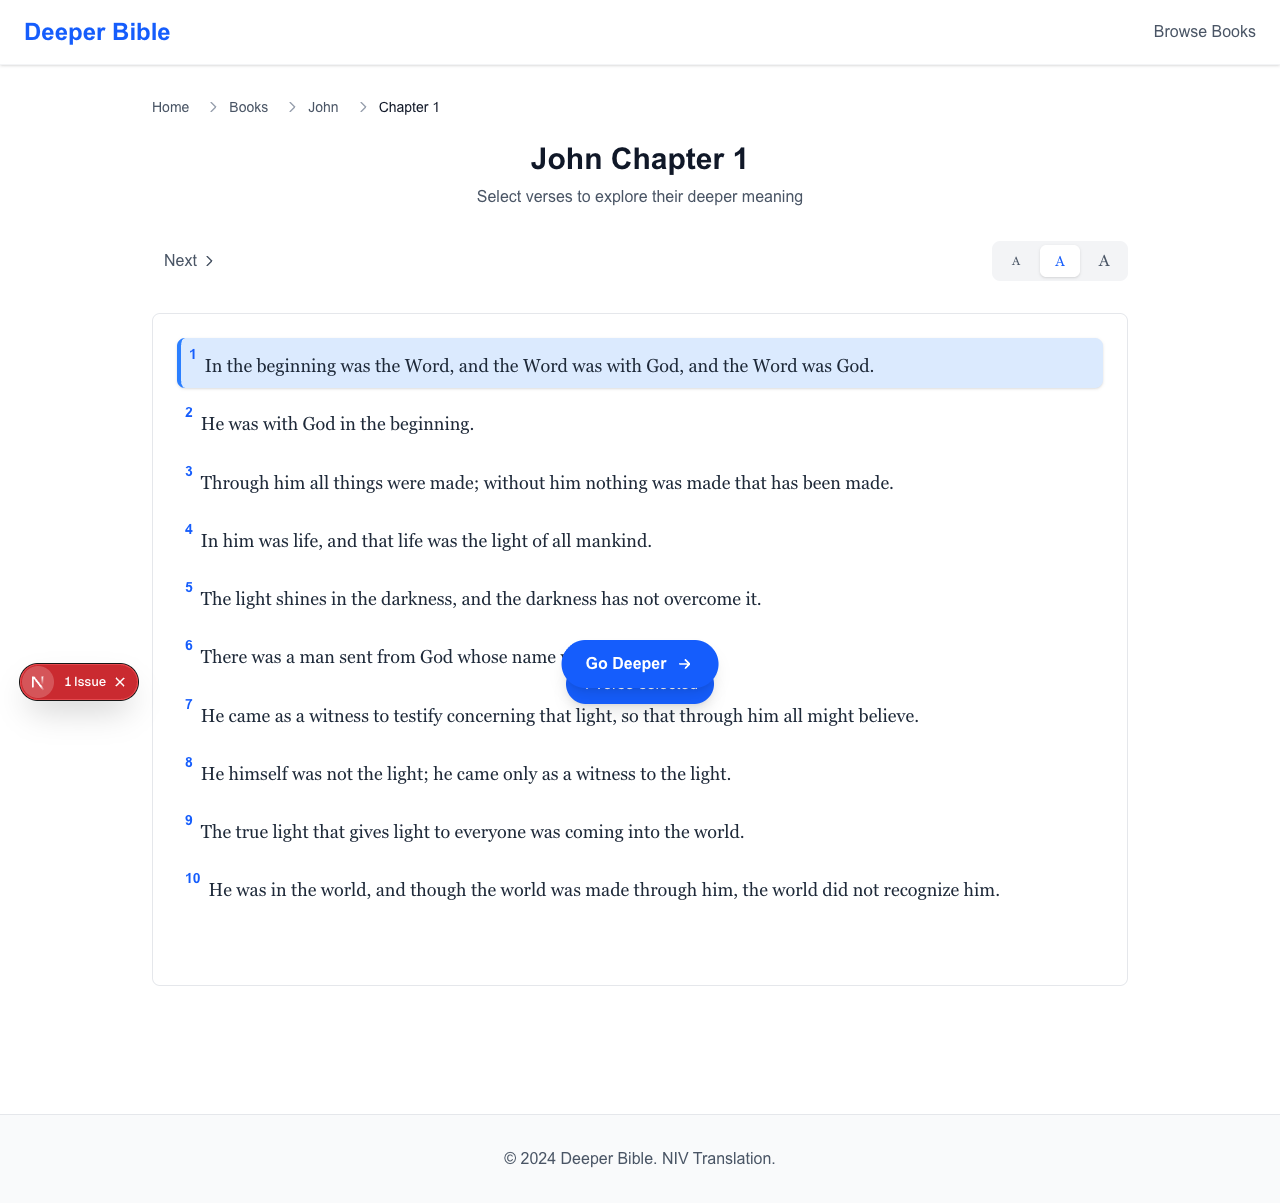 Deeper Bible
Browse Books
Home > Books > John > Chapter 1
John Chapter 1
Select verses to explore their deeper meaning
Next >
A A A
1 In the beginning was the Word, and the Word was with God, and the Word was God.
2 He was with God in the beginning.
3 Through him all things were made; without him nothing was made that has been made.
4 In him was life, and that life was the light of all mankind.
5 The light shines in the darkness, and the darkness has not overcome it.
6 There was a man sent from God whose name
Go Deeper →
1 Issue ×
7 He came as a witness to testify concerning that light, so that through him all might believe.
8 He himself was not the light; he came only as a witness to the light.
9 The true light that gives light to everyone was coming into the world.
10 He was in the world, and though the world was made through him, the world did not recognize him.
© 2024 Deeper Bible. NIV Translation.